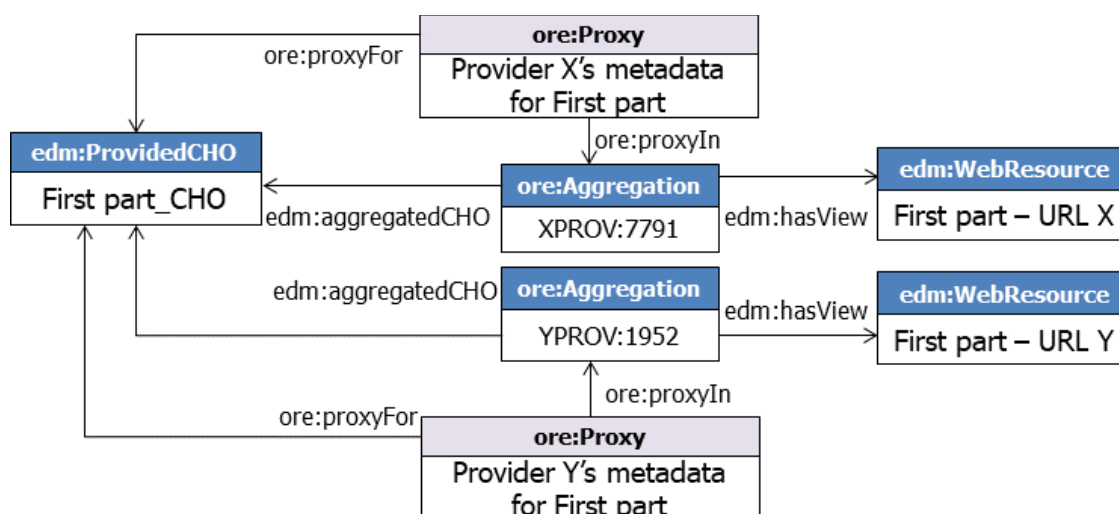 ore:Proxy
Provider X's metadata
for First part
ore:proxyFor
ore:proxyIn
edm:ProvidedCHO
First part_CHO
ore:Aggregation
XPROV:7791
edm:aggregatedCHO
edm:hasView
edm:WebResource
First part – URL X
edm:aggregatedCHO
ore:Aggregation
YPROV:1952
edm:hasView
edm:WebResource
First part – URL Y
ore:proxyIn
ore:proxyFor
ore:Proxy
Provider Y's metadata
for First part